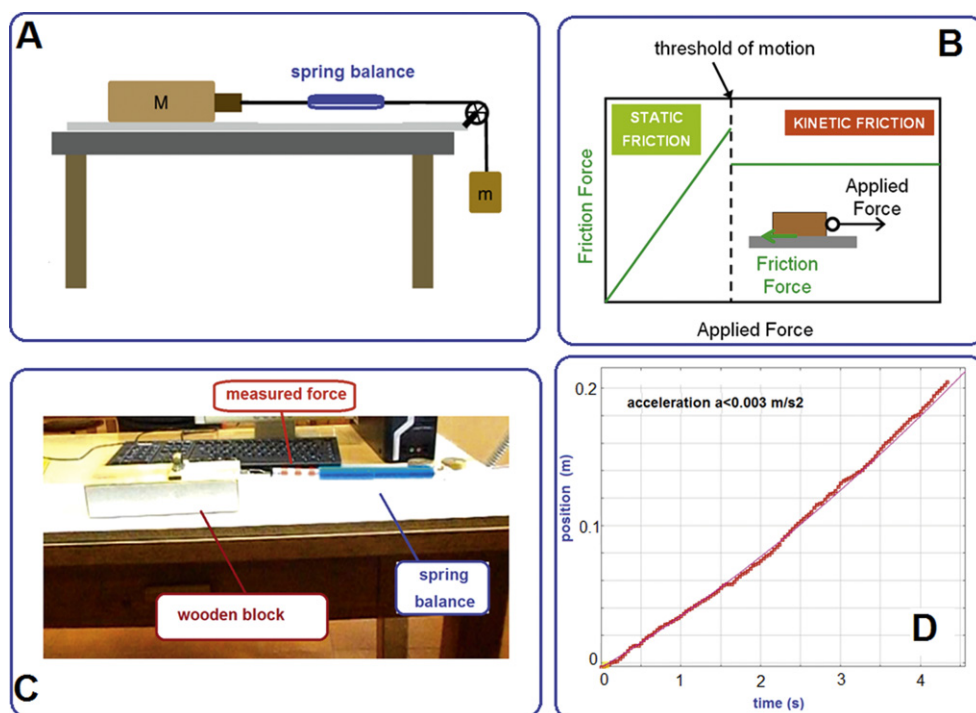 A
spring balance
M
m
B
threshold of motion
STATIC
FRICTION
KINETIC FRICTION
Friction Force
Applied
Force
Friction
Force
Applied Force
C
measured force
wooden block
spring
balance
D
acceleration a<0.003 m/s2
position (m)
0.2
0.1
0
0
1
2
3
4
time (s)